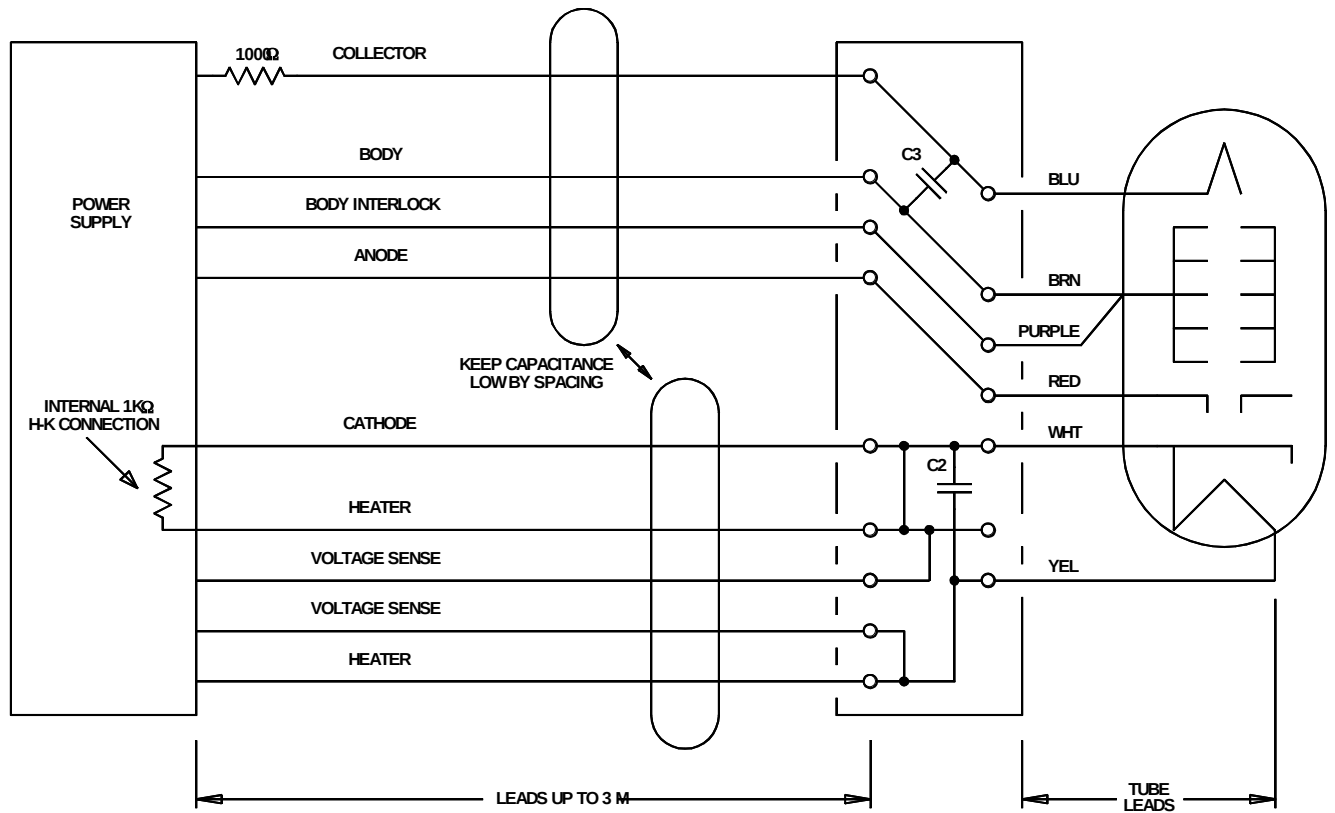 100Ω
COLLECTOR
BODY
BODY INTERLOCK
ANODE
POWER
SUPPLY
C3
BLU
BRN
PURPLE
RED
KEEP CAPACITANCE
LOW BY SPACING
INTERNAL 1KΩ
H-K CONNECTION
CATHODE
WHT
C2
HEATER
VOLTAGE SENSE
YEL
VOLTAGE SENSE
HEATER
LEADS UP TO 3 M
TUBE
LEADS